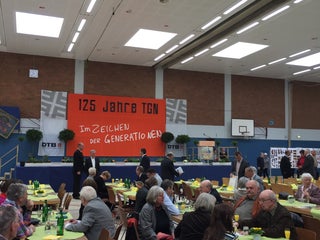 125 Jahre TGN
Im ZEICHEN
DER GENERATIONEN
DTB